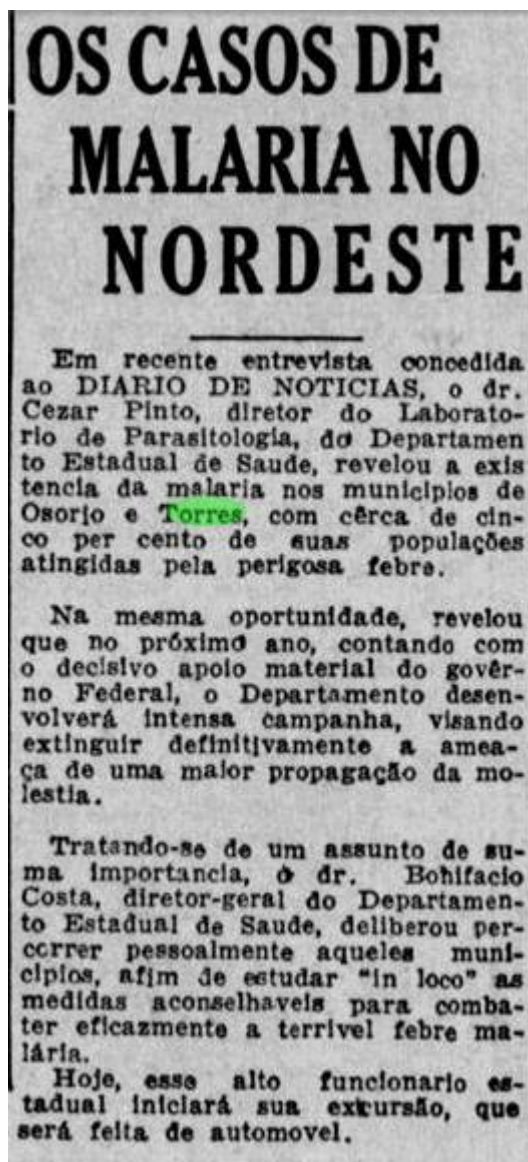 OS CASOS DE
MALARIA NO
NORDESTE
Em recente entrevista concedida
ao DIARIO DE NOTICIAS, o dr.
Cezar Pinto, diretor do Laborato-
rio de Parasitologia, do Departamen
to Estadual de Saude, revelou a exis
tencia da malaria nos municipios de
Osorio e Torres, com cêrca de cin-
co per cento de suas populações
atingidas pela perigosa febre.
Na mesma oportunidade, revelou
que no próximo ano, contando com
o decisivo apoio material do govêr-
no Federal, o Departamento desen-
volverá intensa campanha, visando
extinguir definitivamente a amea-
ça de uma maior propagação da mo-
lestia.
Tratando-se de um assunto de su-
ma importancia, o dr. Bonifacio
Costa, diretor-geral do Departamen-
to Estadual de Saude, deliberou per-
correr pessoalmente aqueles muni-
cipios, afim de estudar "in loco" as
medidas aconselhaveis para comba-
ter eficazmente a terrivel febre ma-
lária.
Hoje, esse alto funcionario es-
tadual iniciará sua excursão, que
será feita de automovel.